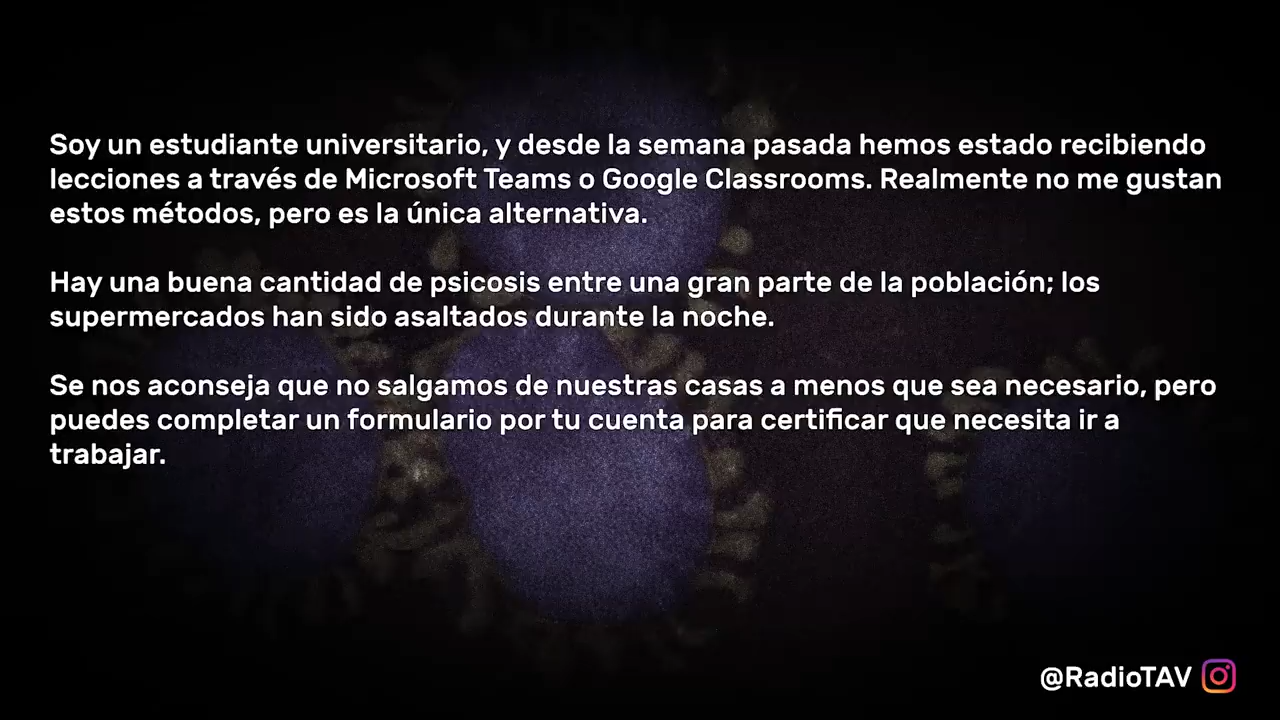 Soy un estudiante universitario, y desde la semana pasada hemos estado recibiendo
lecciones a través de Microsoft Teams o Google Classrooms. Realmente no me gustan
estos métodos, pero es la única alternativa.
Hay una buena cantidad de psicosis entre una gran parte de la población; los
supermercados han sido asaltados durante la noche.
Se nos aconseja que no salgamos de nuestras casas a menos que sea necesario, pero
puedes completar un formulario por tu cuenta para certificar que necesita ir a
trabajar.
@RadioTAV